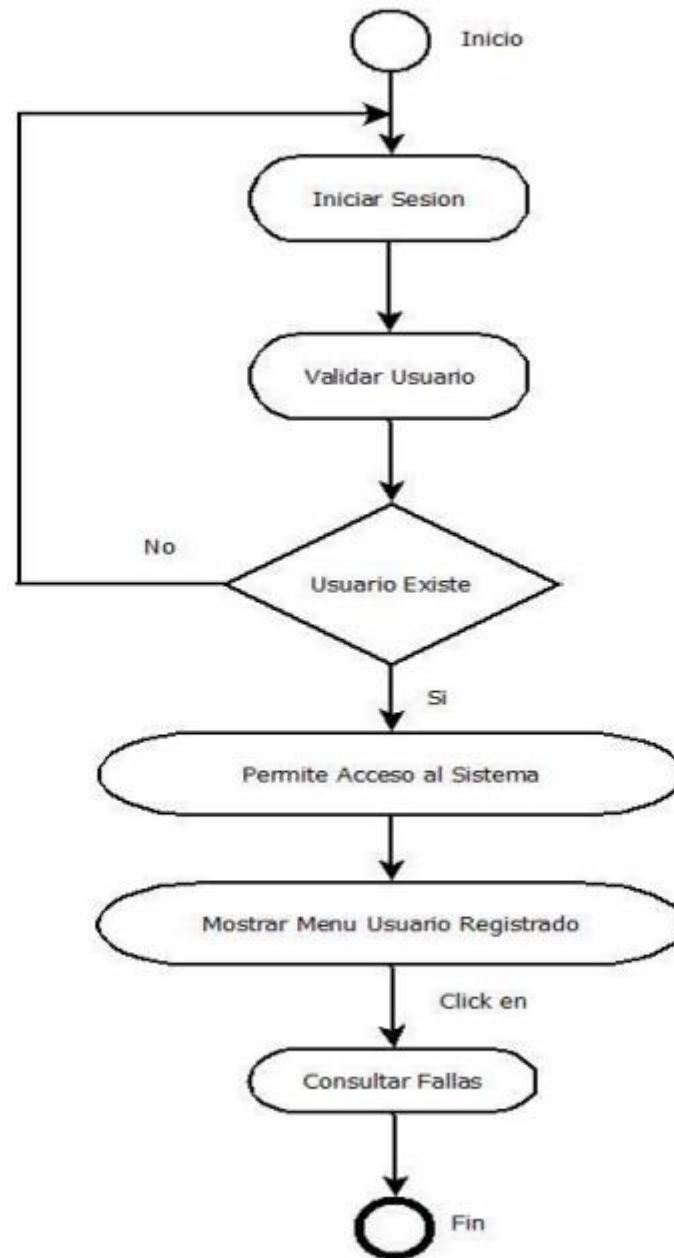 Inicio
Iniciar Sesion
Validar Usuario
No
Usuario Existe
Si
Permite Acceso al Sistema
Mostrar Menu Usuario Registrado
Click en
Consultar Fallas
Fin